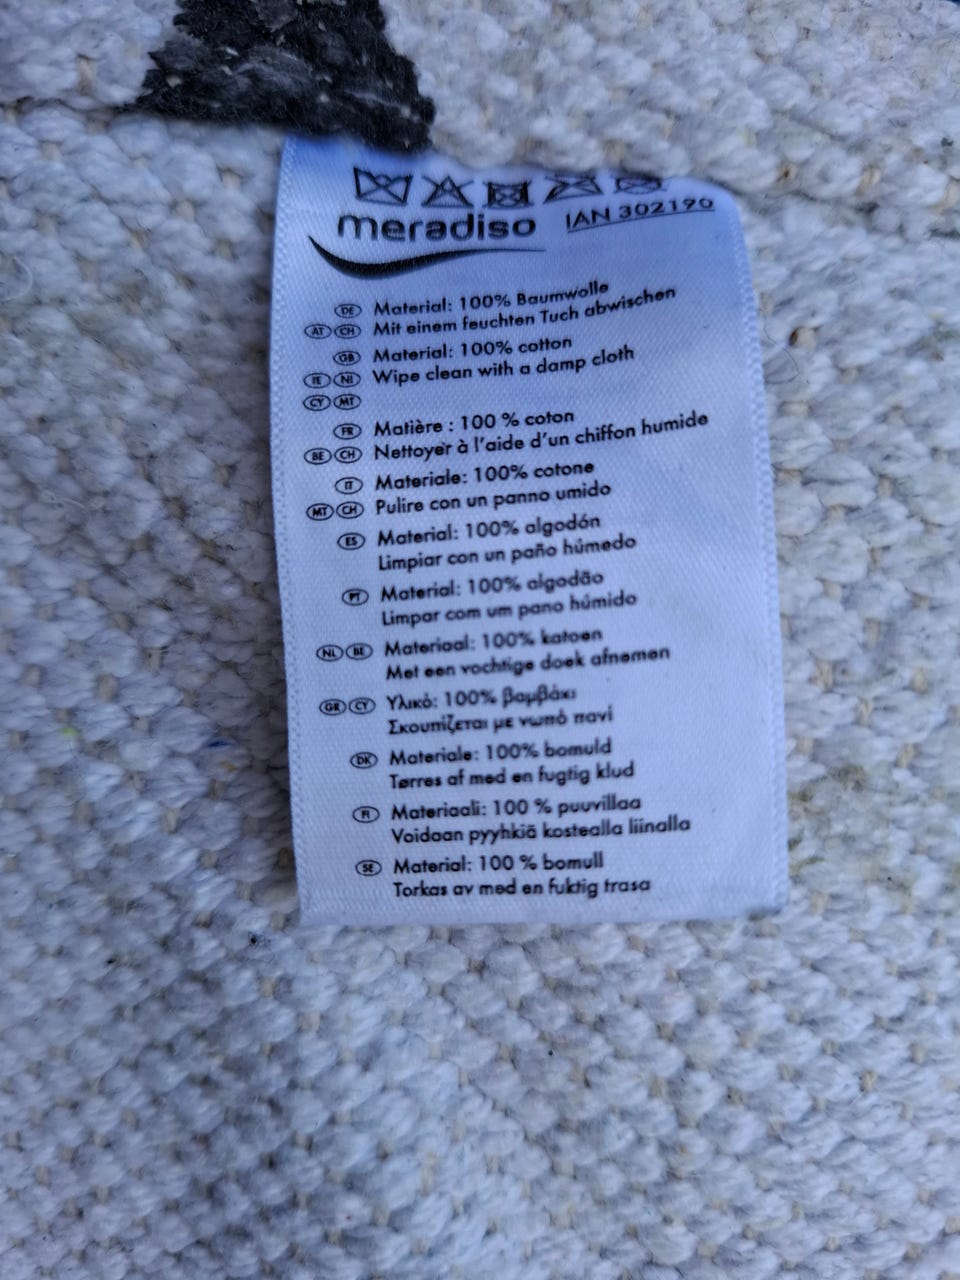 meradiso IAN 302190
DE Material: 100% Baumwolle
AT CH Mit einem feuchten Tuch abwischen
GB Material: 100% cotton
IE NI Wipe clean with a damp cloth
CY MT
FR Matière : 100 % coton
BE CH Nettoyer à l'aide d'un chiffon humide
IT Materiale: 100% cotone
MT CH Pulire con un panno umido
ES Material: 100% algodón
Limpiar con un paño húmedo
PT Material: 100% algodão
Limpar com um pano húmido
NL BE Materiaal: 100% katoen
Met een vochtige doek afnemen
GR CY Υλικό: 100% βαμβάκι
Σκουπίζεται με νωπό πανί
DK Materiale: 100% bomuld
Tørres af med en fugtig klud
FI Materiaali: 100 % puuvillaa
Voidaan pyyhkiä kostealla liinalla
SE Material: 100 % bomull
Torkas av med en fuktig trasa